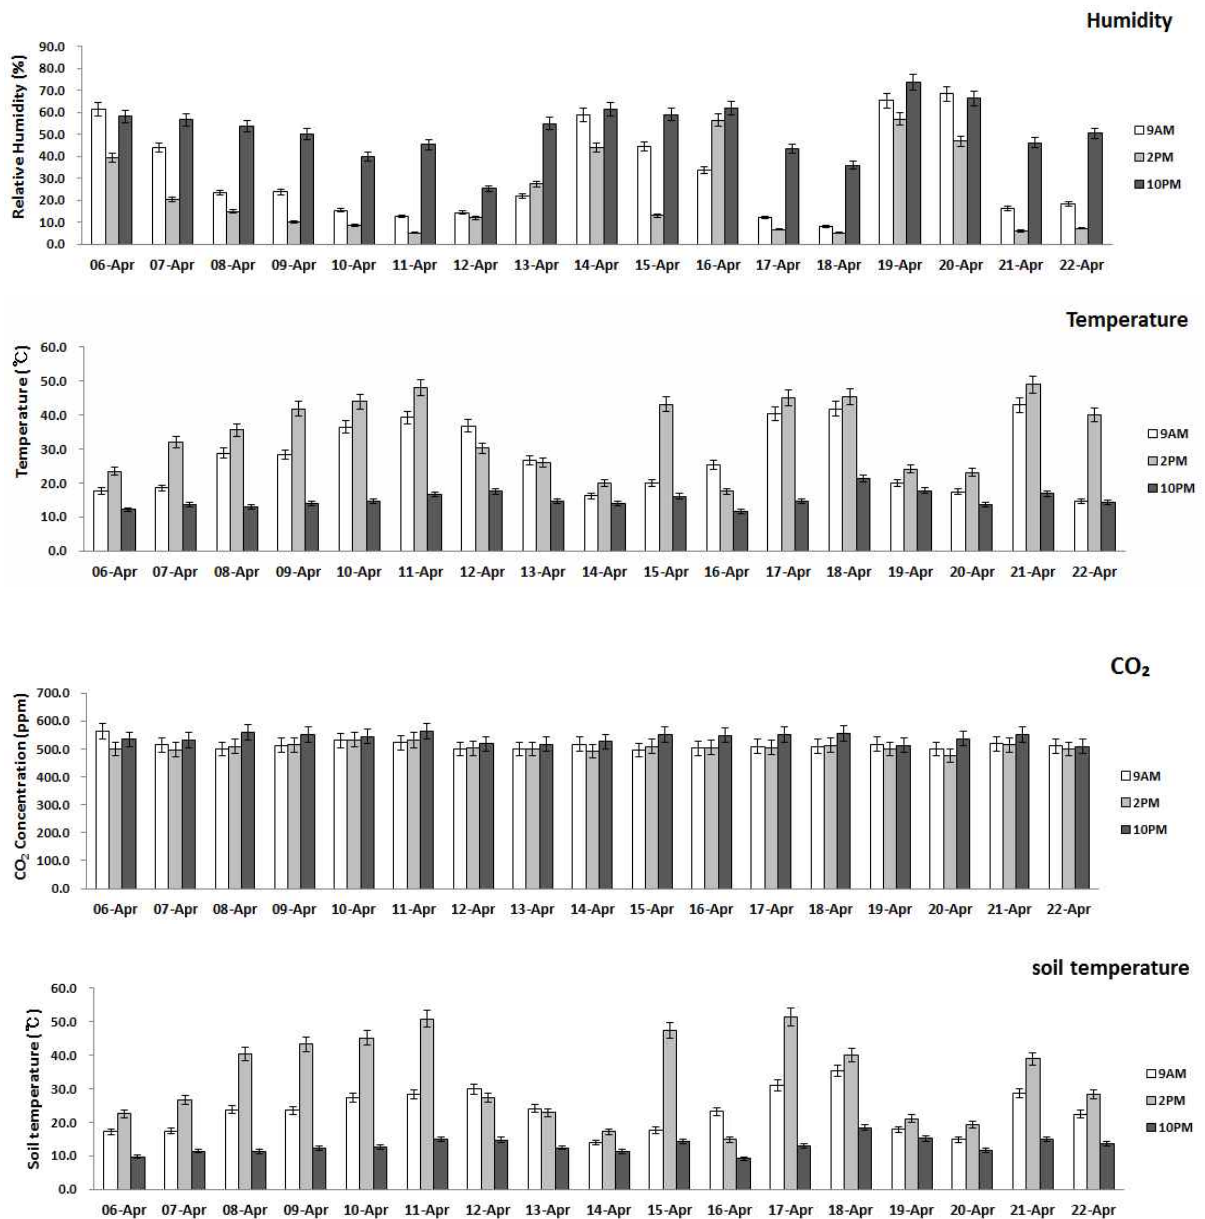 Humidity
Relative Humidity (%)
90.0
80.0
70.0
60.0
50.0
40.0
30.0
20.0
10.0
0.0
9AM
2PM
10PM
06-Apr 07-Apr 08-Apr 09-Apr 10-Apr 11-Apr 12-Apr 13-Apr 14-Apr 15-Apr 16-Apr 17-Apr 18-Apr 19-Apr 20-Apr 21-Apr 22-Apr
Temperature
Temperature (℃)
60.0
50.0
40.0
30.0
20.0
10.0
0.0
9AM
2PM
10PM
06-Apr 07-Apr 08-Apr 09-Apr 10-Apr 11-Apr 12-Apr 13-Apr 14-Apr 15-Apr 16-Apr 17-Apr 18-Apr 19-Apr 20-Apr 21-Apr 22-Apr
CO₂
CO₂ Concentration (ppm)
700.0
600.0
500.0
400.0
300.0
200.0
100.0
0.0
9AM
2PM
10PM
06-Apr 07-Apr 08-Apr 09-Apr 10-Apr 11-Apr 12-Apr 13-Apr 14-Apr 15-Apr 16-Apr 17-Apr 18-Apr 19-Apr 20-Apr 21-Apr 22-Apr
soil temperature
Soil temperature (℃)
60.0
50.0
40.0
30.0
20.0
10.0
0.0
9AM
2PM
10PM
06-Apr 07-Apr 08-Apr 09-Apr 10-Apr 11-Apr 12-Apr 13-Apr 14-Apr 15-Apr 16-Apr 17-Apr 18-Apr 19-Apr 20-Apr 21-Apr 22-Apr